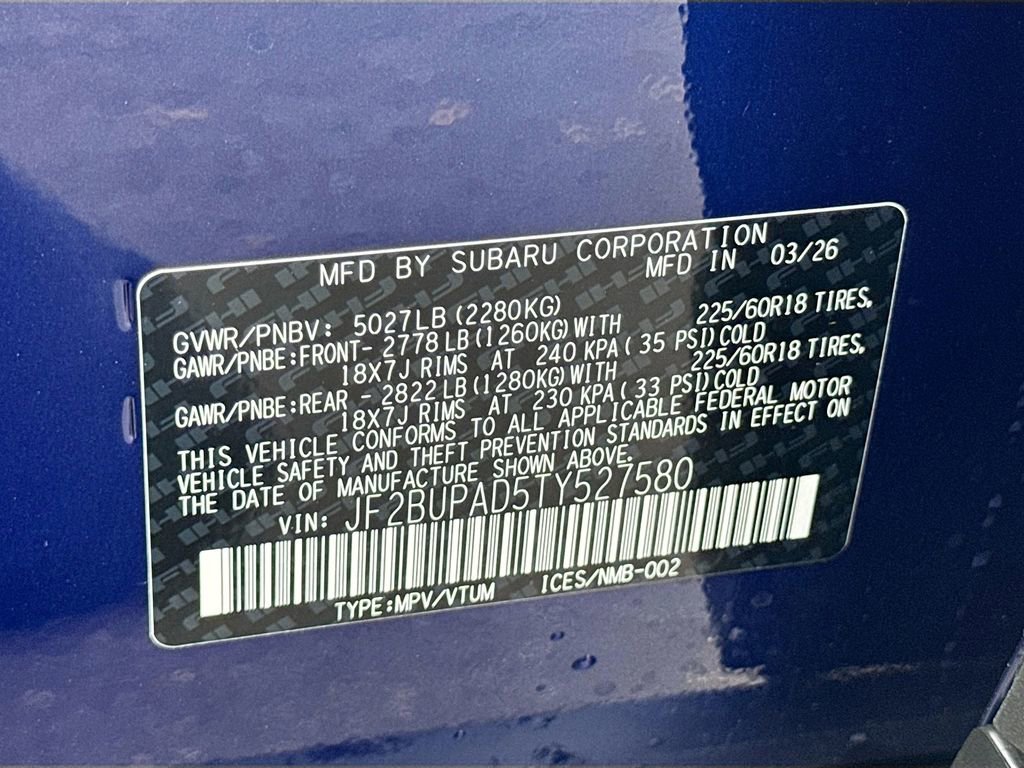 MFD BY SUBARU CORPORATION
MFD IN 03/26
GVWR/PNBV: 5027LB (2280KG)
GAWR/PNBE: FRONT- 2778 LB (1260KG) WITH 225/60R18 TIRES,
18X7J RIMS AT 240 KPA ( 35 PSI) COLD
GAWR/PNBE: REAR - 2822 LB (1280KG) WITH 225/60R18 TIRES,
18X7J RIMS AT 230 KPA ( 33 PSI) COLD
THIS VEHICLE CONFORMS TO ALL APPLICABLE FEDERAL MOTOR
VEHICLE SAFETY AND THEFT PREVENTION STANDARDS IN EFFECT ON
THE DATE OF MANUFACTURE SHOWN ABOVE.
VIN: JF2BUPAD5TY527580
TYPE: MPV/VTUM ICES/NMB-002